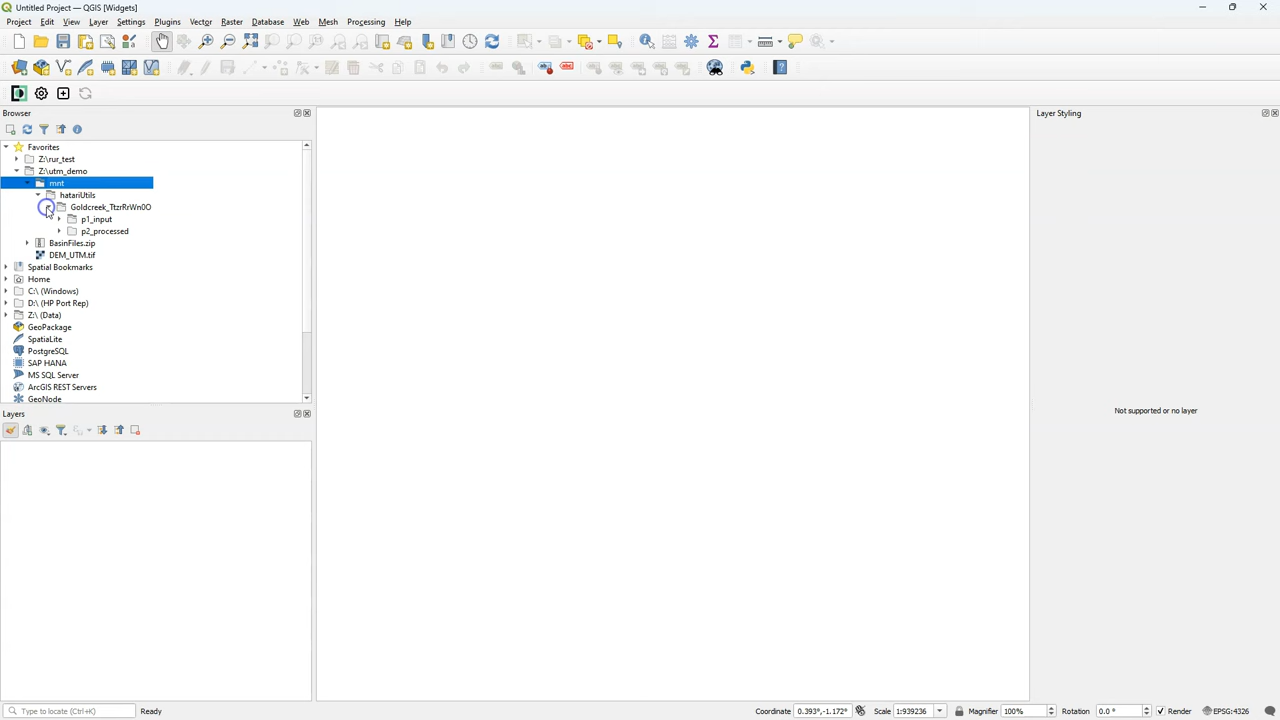 Untitled Project — QGIS [Widgets]
Project Edit View Layer Settings Plugins Vector Raster Database Web Mesh Processing Help
Browser
Favorites
Z:\rur_test
Z:\utm_demo
mnt
hatariUtils
Goldcreek_TtzrRrWn0O
p1_input
p2_processed
BasinFiles.zip
DEM_UTM.tif
Spatial Bookmarks
Home
C:\ (Windows)
D:\ (HP Port Rep)
Z:\ (Data)
GeoPackage
SpatiaLite
PostgreSQL
SAP HANA
MS SQL Server
ArcGIS REST Servers
GeoNode
Layers
Layer Styling
Not supported or no layer
Type to locate (Ctrl+K) Ready Coordinate 0.393°,-1.172° Scale 1:939236 Magnifier 100% Rotation 0.0 ° Render EPSG:4326